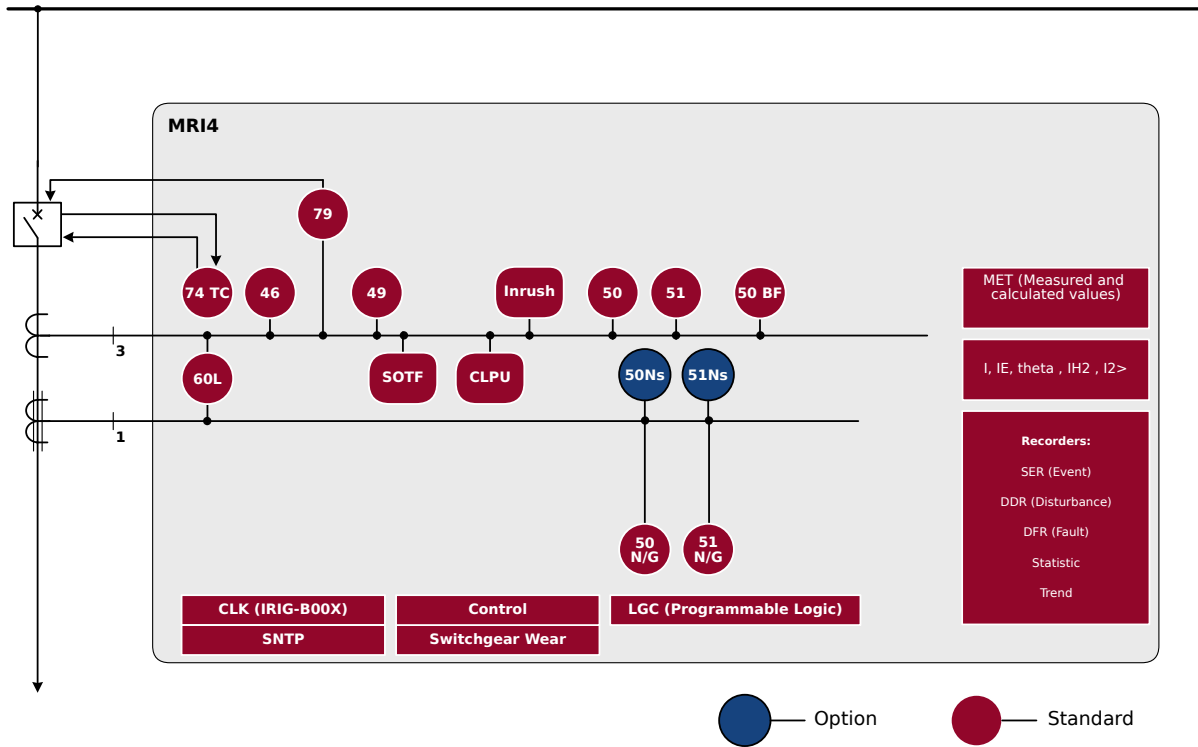 MRI4
79
74 TC
46
49
Inrush
50
51
50 BF
MET (Measured and
calculated values)
3
60L
SOTF
CLPU
50Ns
51Ns
I, IE, theta , IH2 , I2>
1
Recorders:
SER (Event)
DDR (Disturbance)
DFR (Fault)
Statistic
Trend
50
N/G
51
N/G
CLK (IRIG-B00X)
Control
LGC (Programmable Logic)
SNTP
Switchgear Wear
Option
Standard